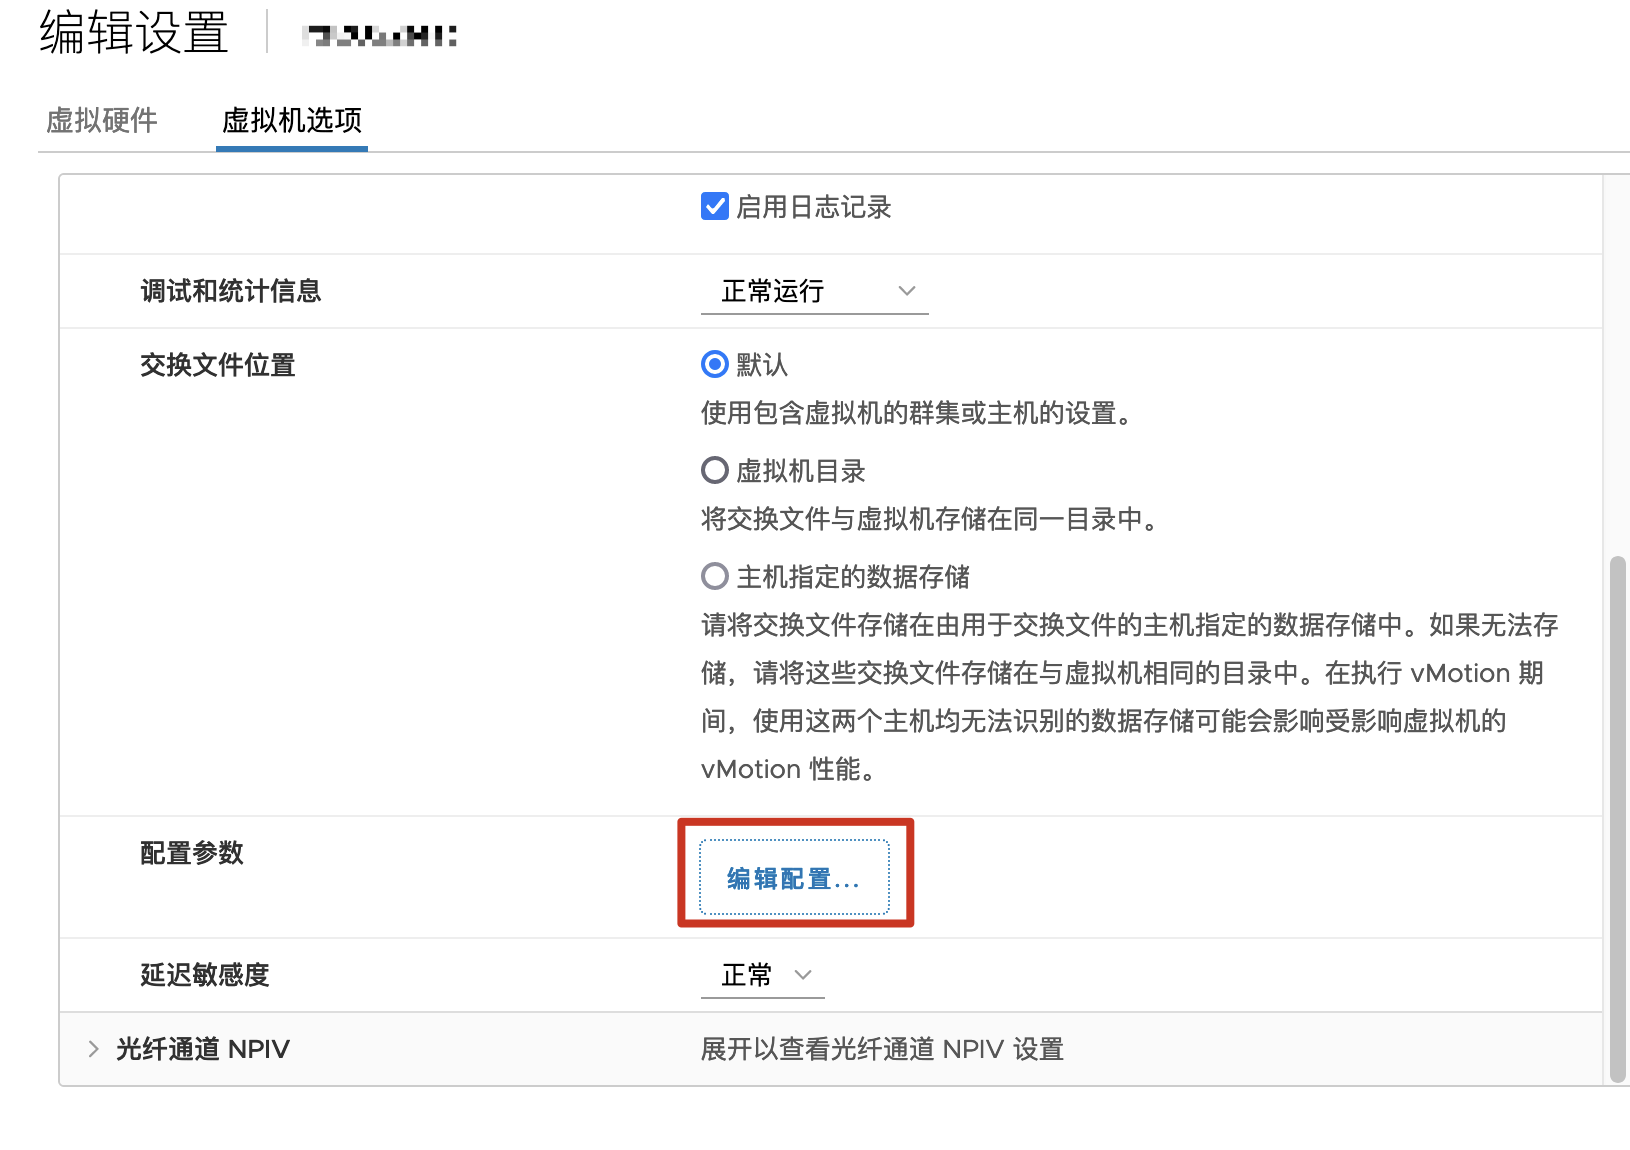 编辑设置
虚拟硬件
虚拟机选项
启用日志记录
调试和统计信息
正常运行
交换文件位置
默认
使用包含虚拟机的群集或主机的设置。
虚拟机目录
将交换文件与虚拟机存储在同一目录中。
主机指定的数据存储
请将交换文件存储在由用于交换文件的主机指定的数据存储中。如果无法存
储，请将这些交换文件存储在与虚拟机相同的目录中。在执行 vMotion 期
间，使用这两个主机均无法识别的数据存储可能会影响受影响虚拟机的
vMotion 性能。
配置参数
编辑配置...
延迟敏感度
正常
光纤通道 NPIV
展开以查看光纤通道 NPIV 设置